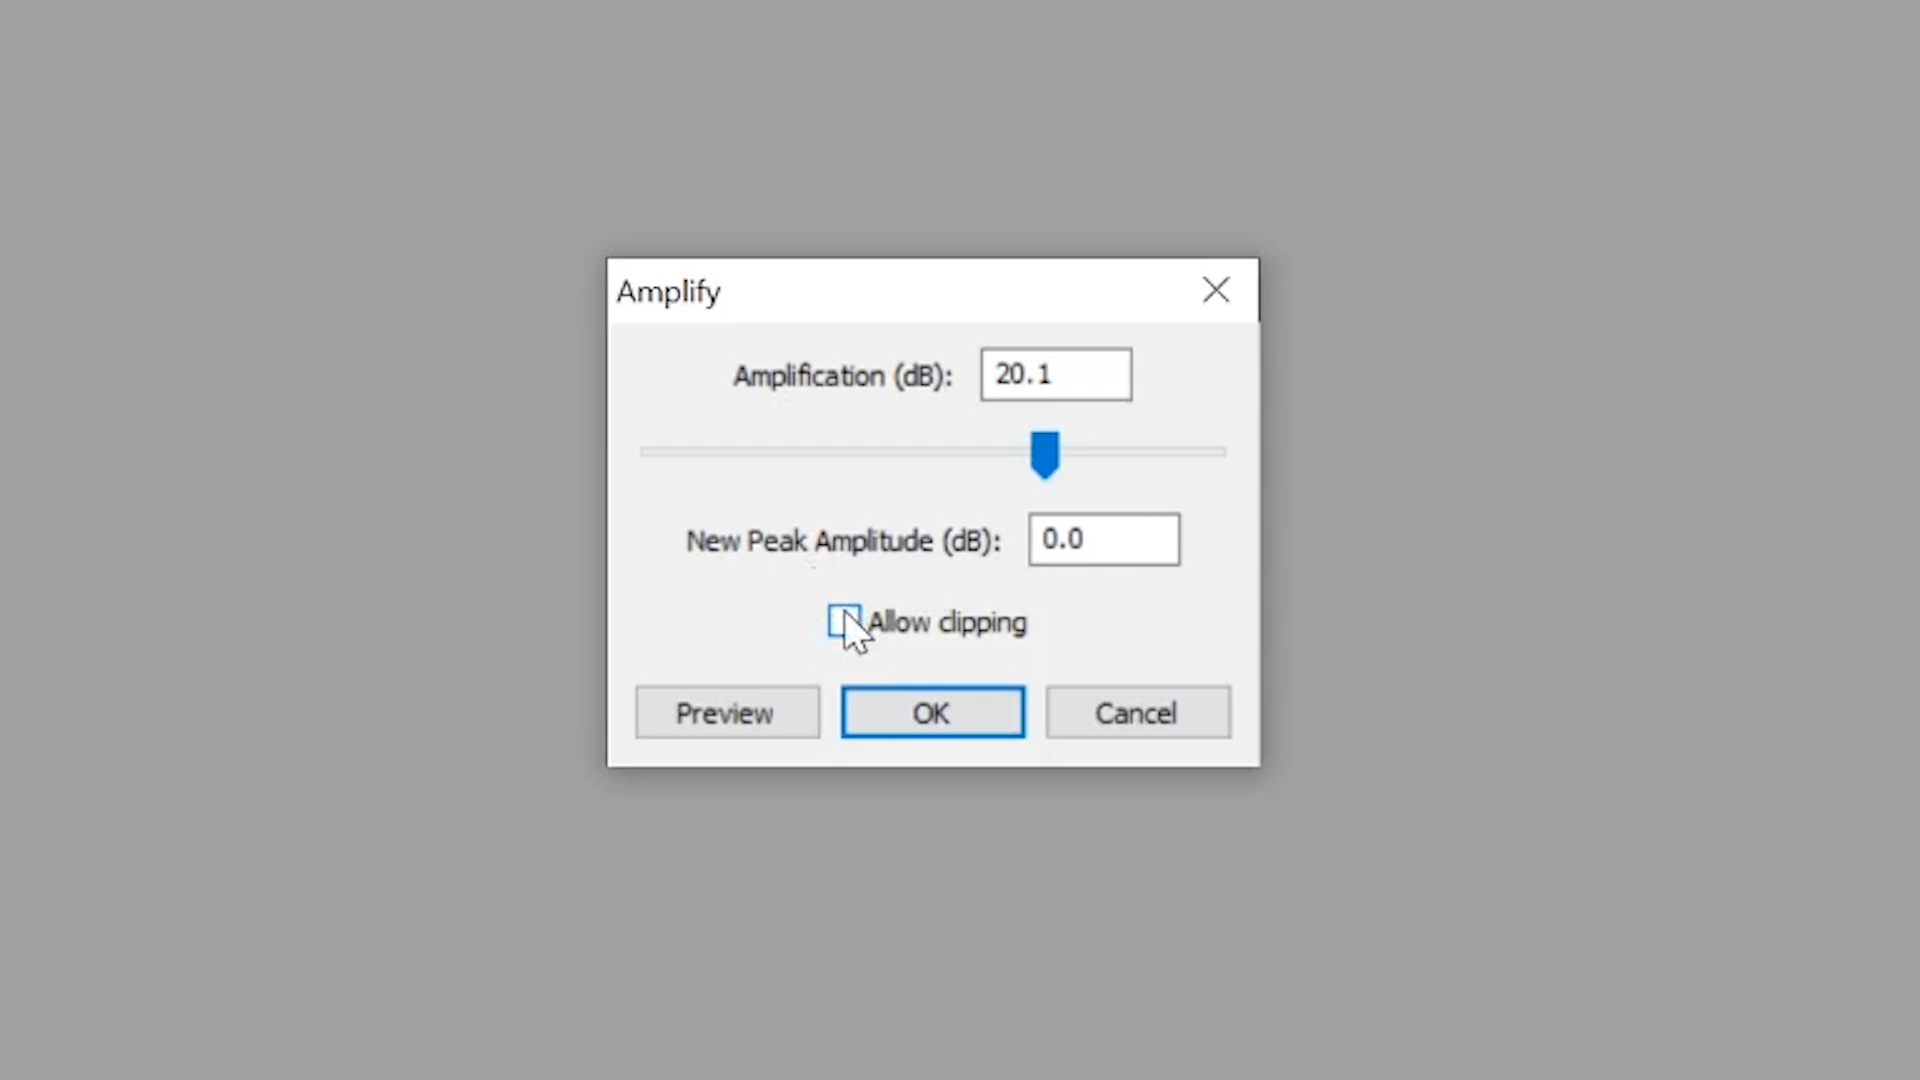 Amplify
Amplification (dB): 20.1
New Peak Amplitude (dB): 0.0
Allow clipping
Preview OK Cancel